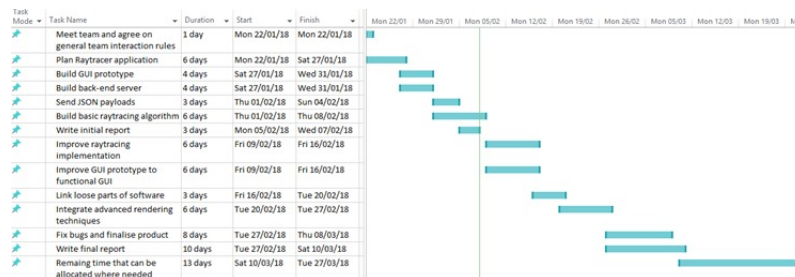 Task
Mode Task Name Duration Start Finish Mon 22/01 Mon 29/01 Mon 05/02 Mon 12/02 Mon 19/02 Mon 26/02 Mon 05/03 Mon 12/03 Mon 19/03 M
Meet team and agree on 1 day Mon 22/01/18 Mon 22/01/18
general team interaction rules
Plan Raytracer application 6 days Mon 22/01/18 Sat 27/01/18
Build GUI prototype 4 days Sat 27/01/18 Wed 31/01/18
Build back-end server 4 days Sat 27/01/18 Wed 31/01/18
Send JSON payloads 3 days Thu 01/02/18 Sun 04/02/18
Build basic raytracing algorithm 6 days Thu 01/02/18 Thu 08/02/18
Write initial report 3 days Mon 05/02/18 Wed 07/02/18
Improve raytracing 6 days Fri 09/02/18 Fri 16/02/18
implementation
Improve GUI prototype to 6 days Fri 09/02/18 Fri 16/02/18
functional GUI
Link loose parts of software 3 days Fri 16/02/18 Tue 20/02/18
Integrate advanced rendering 6 days Tue 20/02/18 Tue 27/02/18
techniques
Fix bugs and finalise product 8 days Tue 27/02/18 Thu 08/03/18
Write final report 10 days Tue 27/02/18 Sat 10/03/18
Remaing time that can be 13 days Sat 10/03/18 Tue 27/03/18
allocated where needed